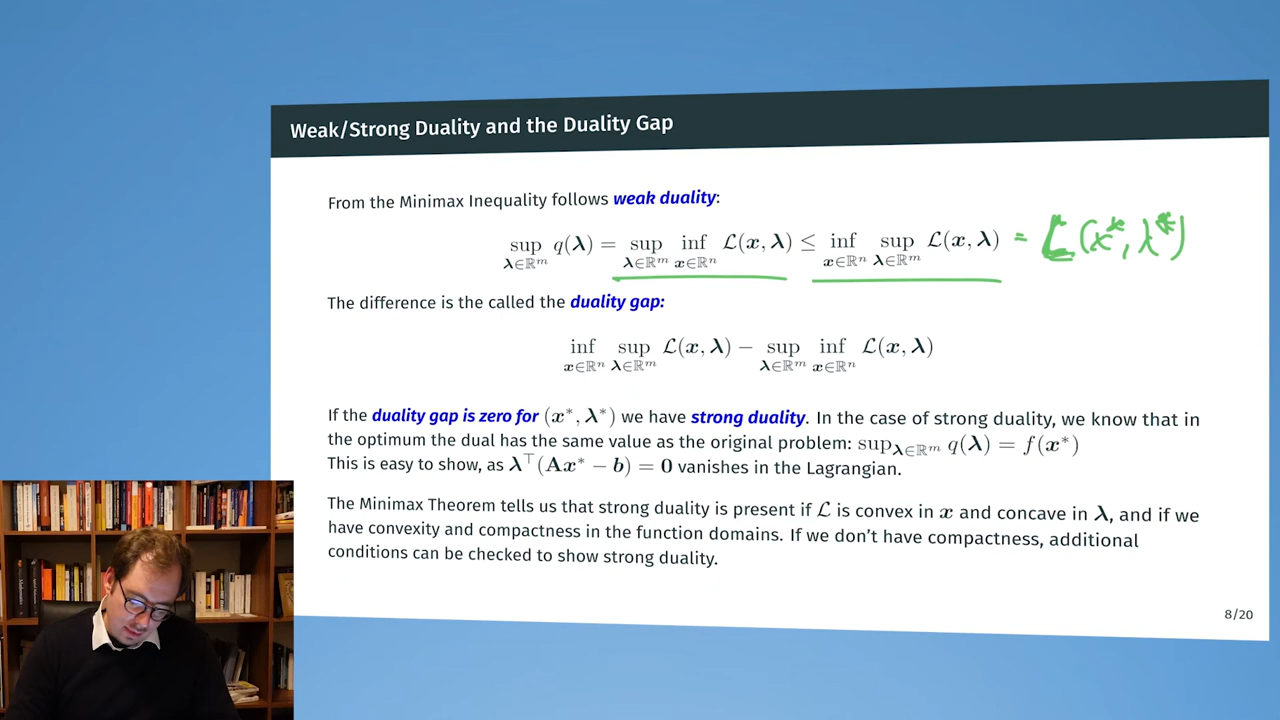 Weak/Strong Duality and the Duality Gap
From the Minimax Inequality follows weak duality:
sup_{λ∈ℝ^m} q(λ) = sup_{λ∈ℝ^m} inf_{x∈ℝ^n} ℒ(x, λ) ≤ inf_{x∈ℝ^n} sup_{λ∈ℝ^m} ℒ(x, λ) = ℒ(x*, λ*)
The difference is the called the duality gap:
inf_{x∈ℝ^n} sup_{λ∈ℝ^m} ℒ(x, λ) − sup_{λ∈ℝ^m} inf_{x∈ℝ^n} ℒ(x, λ)
If the duality gap is zero for (x*, λ*) we have strong duality. In the case of strong duality, we know that in
the optimum the dual has the same value as the original problem: sup_{λ∈ℝ^m} q(λ) = f(x*)
This is easy to show, as λ^⊤(Ax* − b) = 0 vanishes in the Lagrangian.
The Minimax Theorem tells us that strong duality is present if ℒ is convex in x and concave in λ, and if we
have convexity and compactness in the function domains. If we don't have compactness, additional
conditions can be checked to show strong duality.
8/20